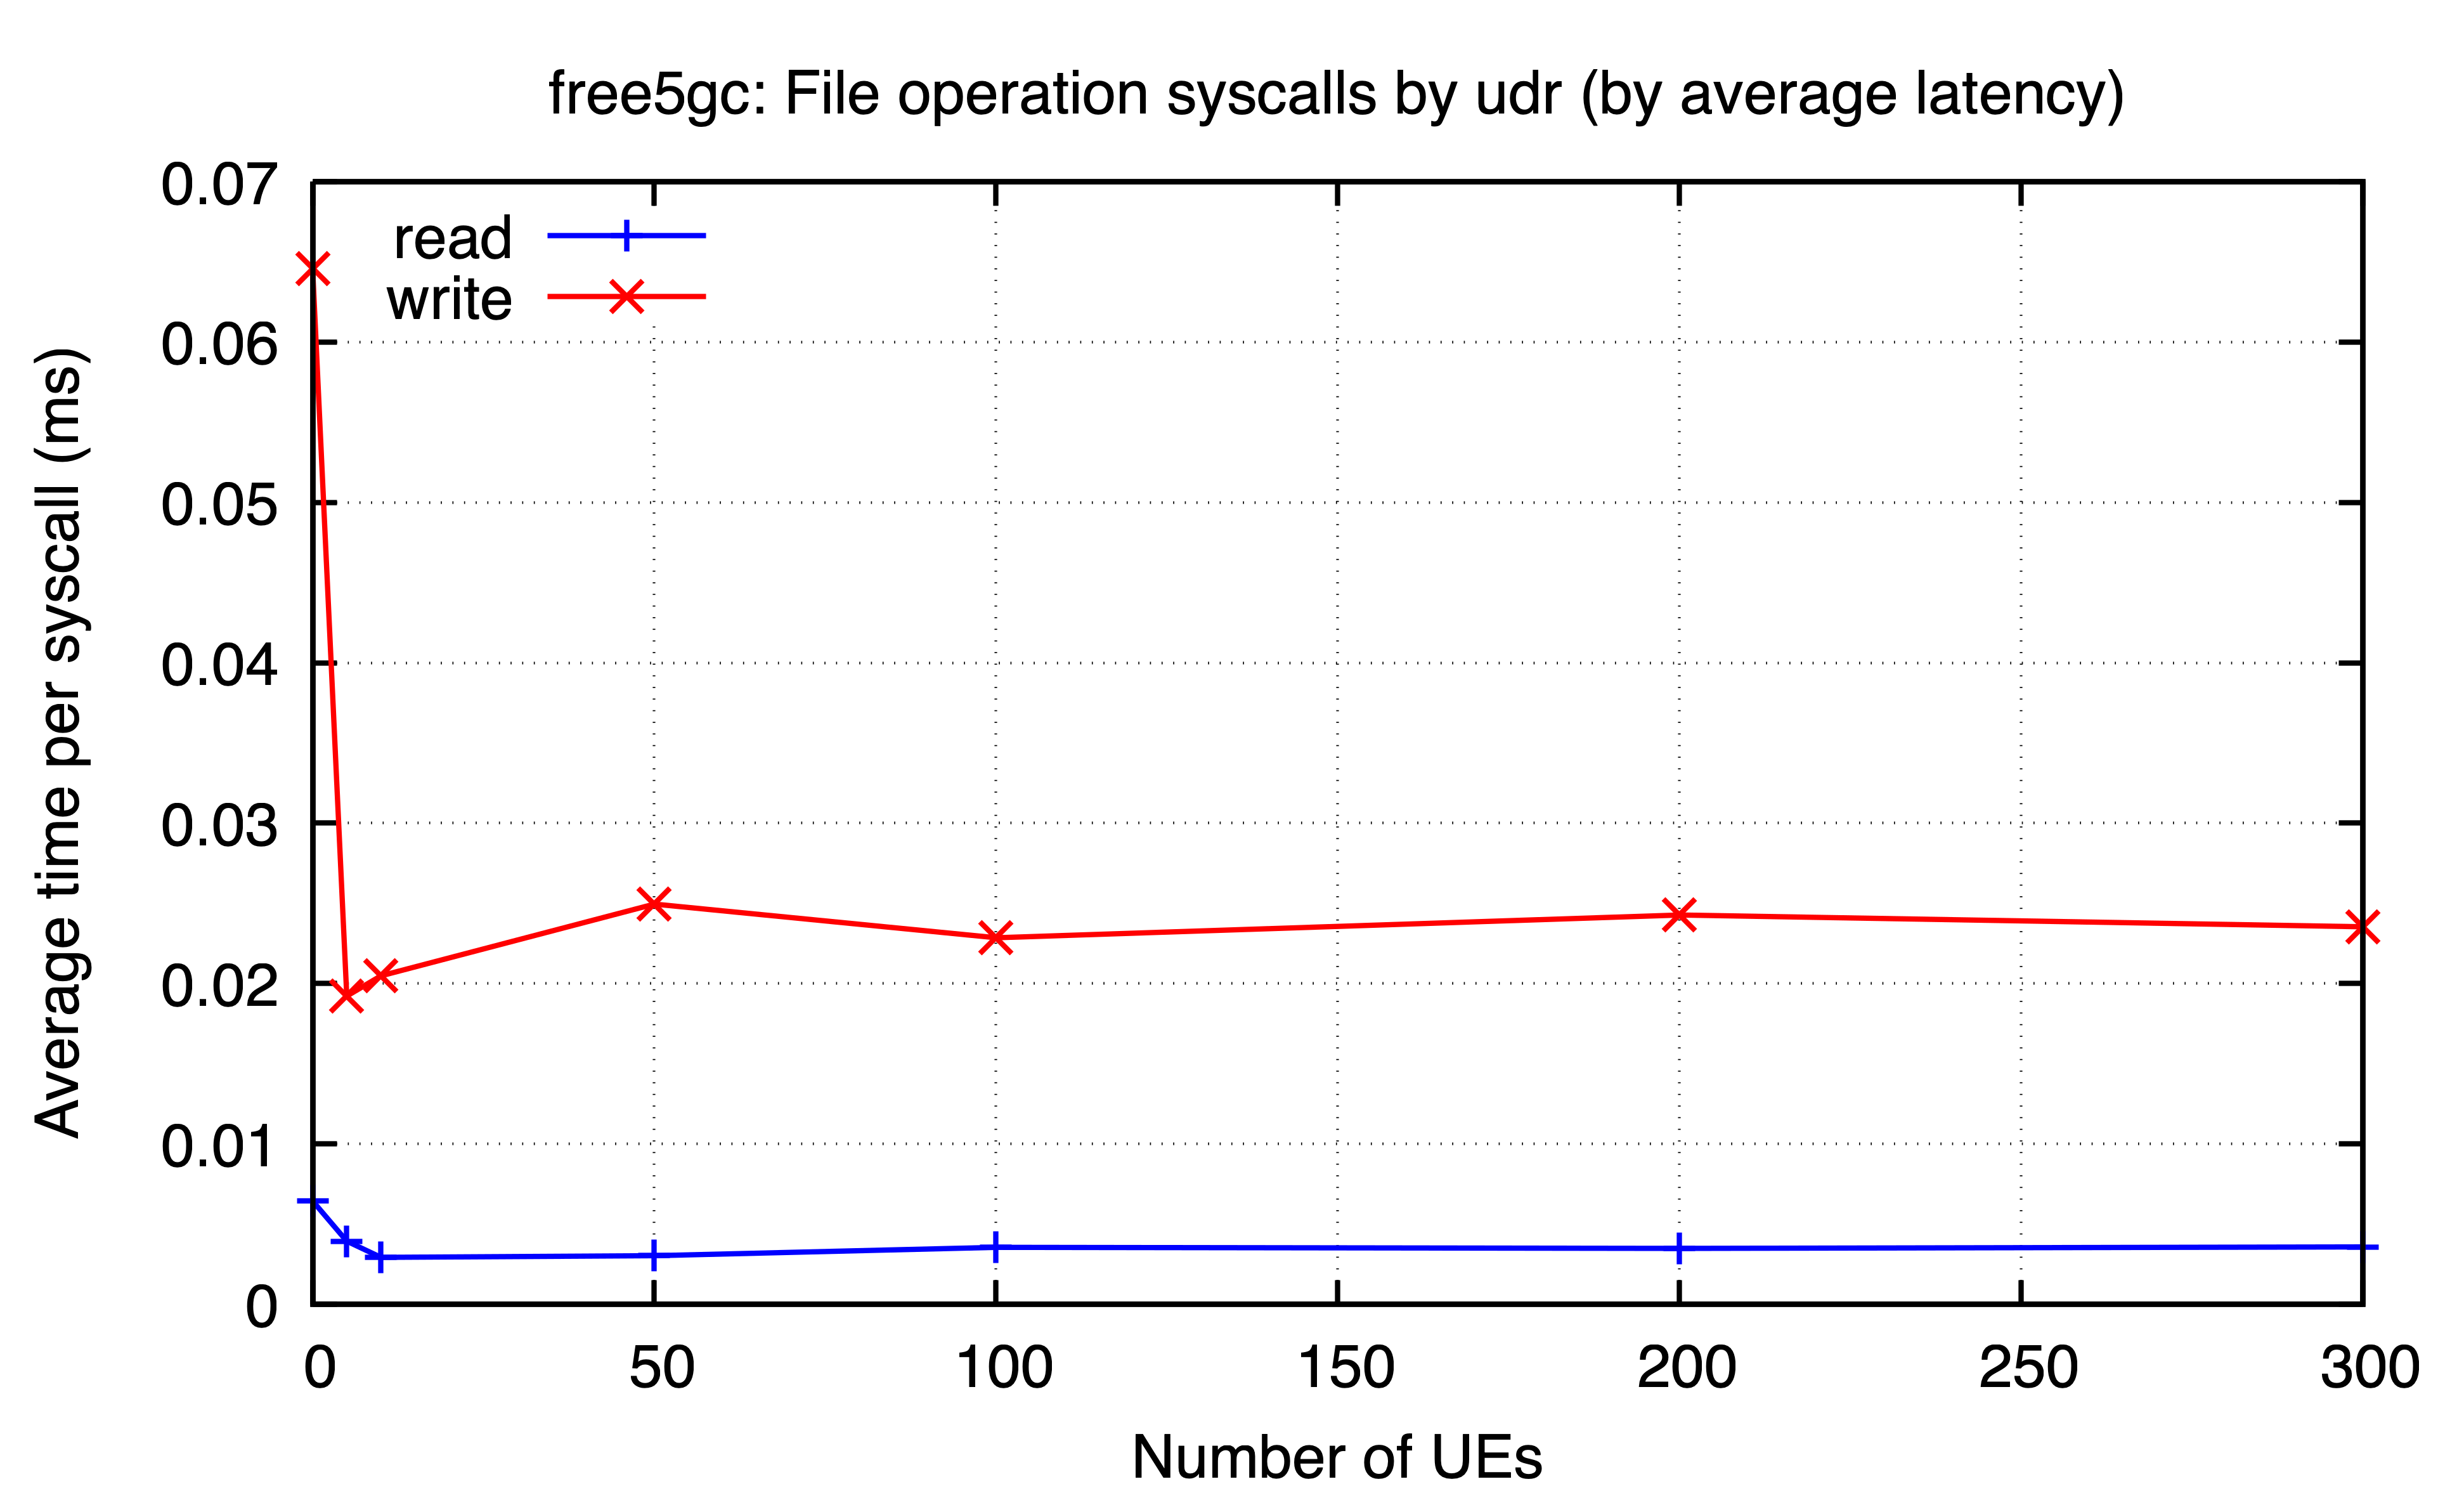 free5gc: File operation syscalls by udr (by average latency)
read
write
Average time per syscall (ms)
0.07
0.06
0.05
0.04
0.03
0.02
0.01
0
0 50 100 150 200 250 300
Number of UEs